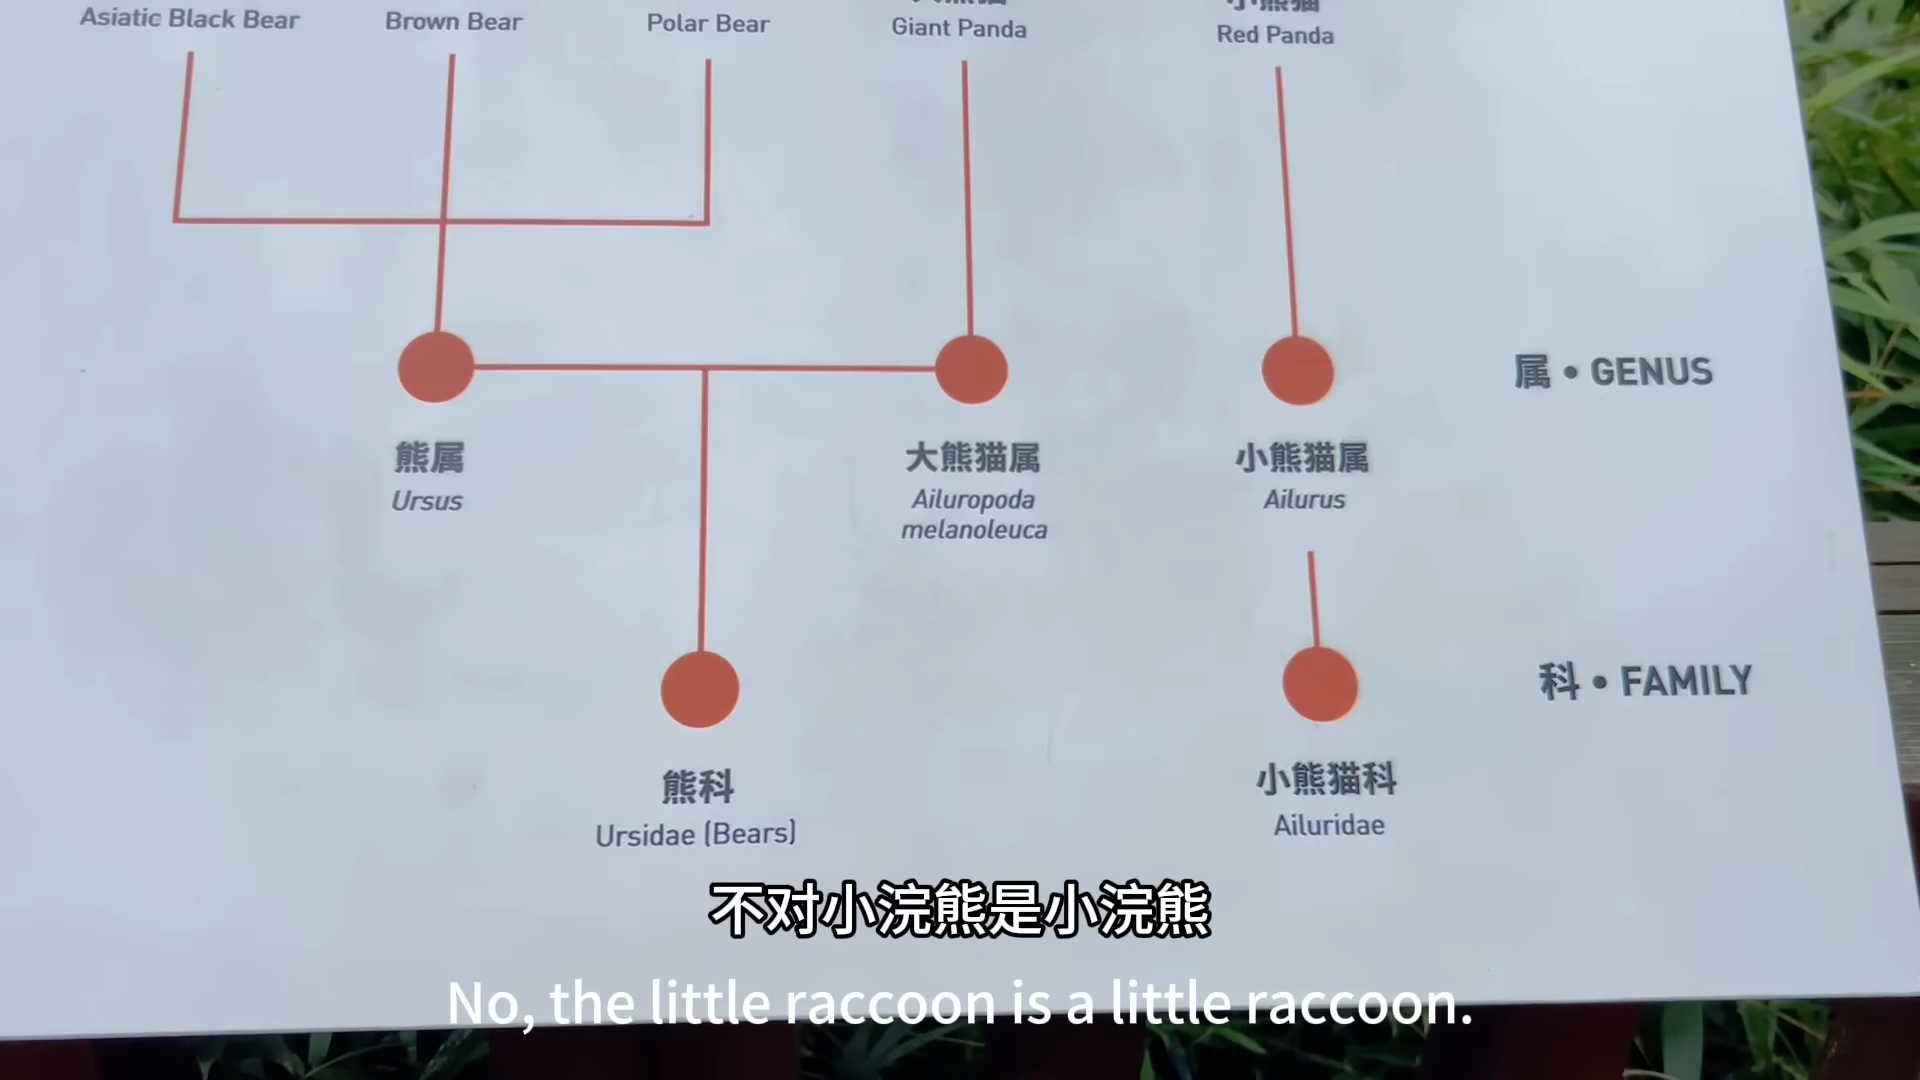 Asiatic Black Bear
Brown Bear
Polar Bear
Giant Panda
Red Panda
属 • GENUS
熊属
Ursus
大熊猫属
Ailuropoda
melanoleuca
小熊猫属
Ailurus
科 • FAMILY
熊科
Ursidae (Bears)
小熊猫科
Ailuridae
不对小浣熊是小浣熊
No, the little raccoon is a little raccoon.